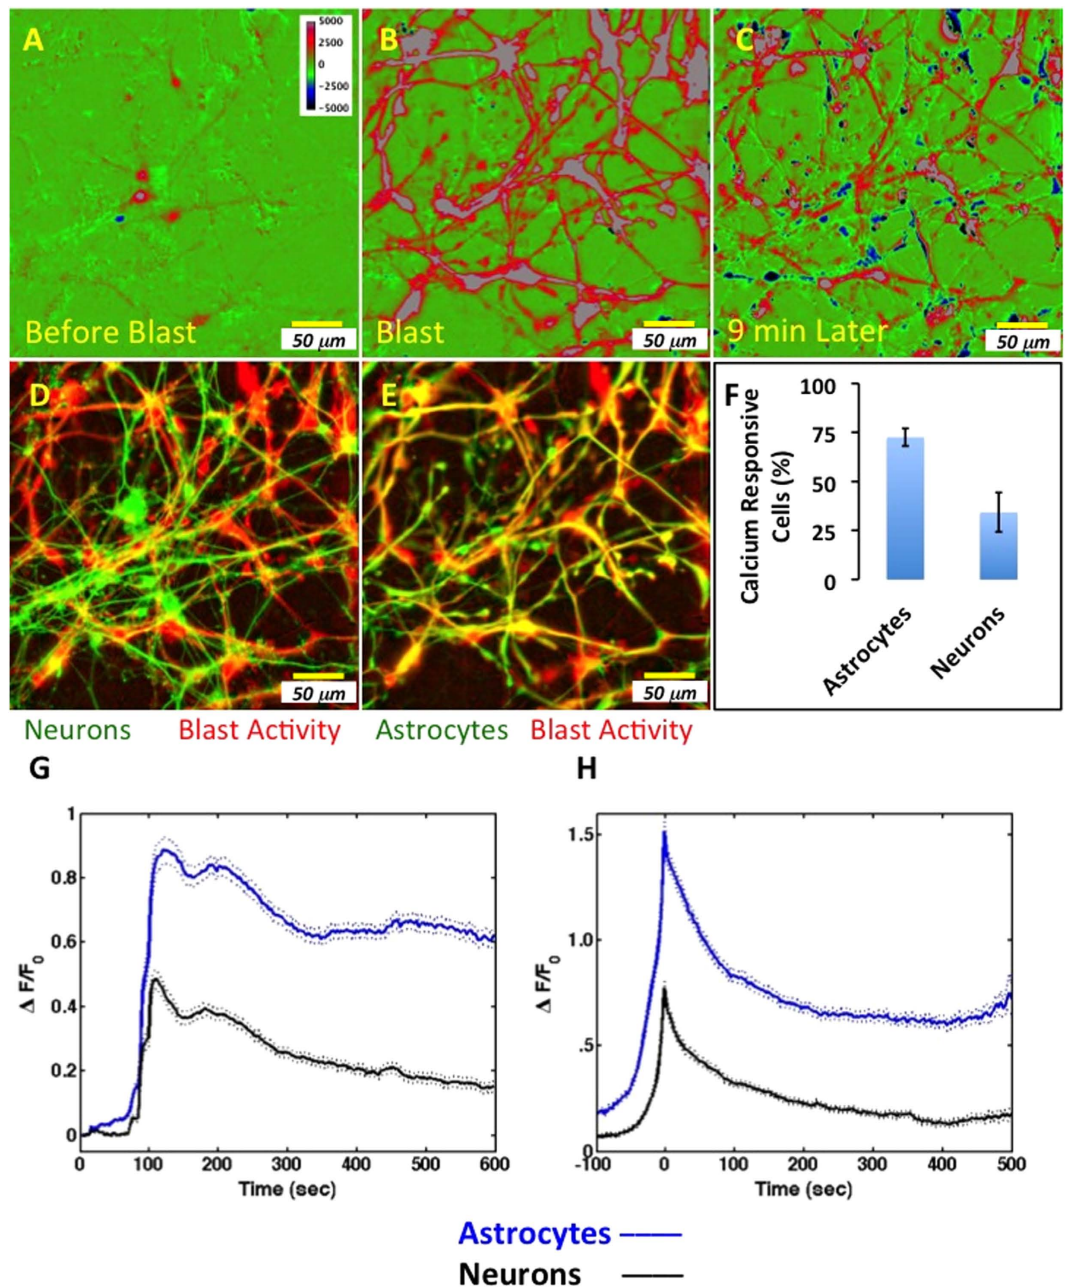 A
5000
2500
0
−2500
−5000
Before Blast
50 μm
B
Blast
50 μm
C
9 min Later
50 μm
D
50 μm
Neurons Blast Activity
E
50 μm
Astrocytes Blast Activity
F
Calcium Responsive
Cells (%)
100
75
50
25
0
Astrocytes
Neurons
G
Δ F/F0
1
0.8
0.6
0.4
0.2
0
0 100 200 300 400 500 600
Time (sec)
H
Δ F/F0
1.5
1.0
.5
0
-100 0 100 200 300 400 500
Time (sec)
Astrocytes
Neurons